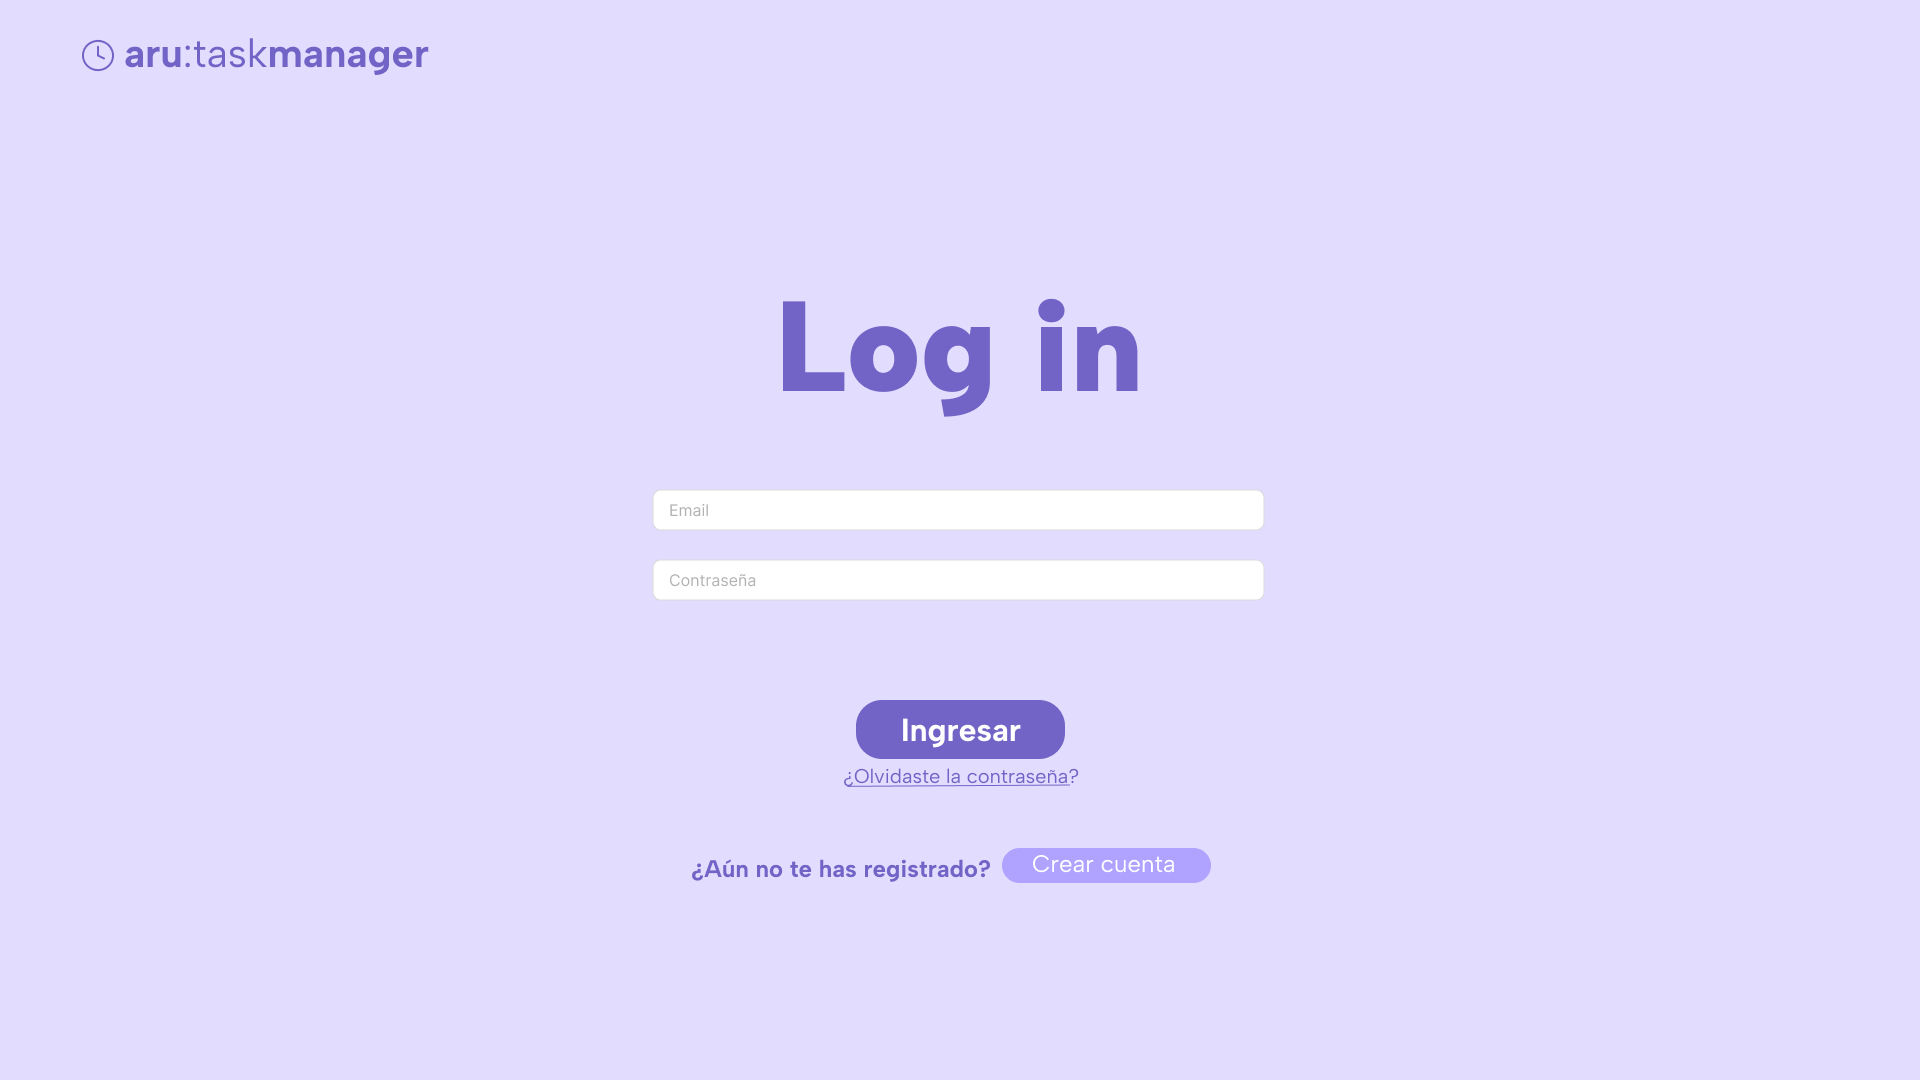 aru:taskmanager
Log in
Email
Contraseña
Ingresar
¿Olvidaste la contraseña?
¿Aún no te has registrado? Crear cuenta